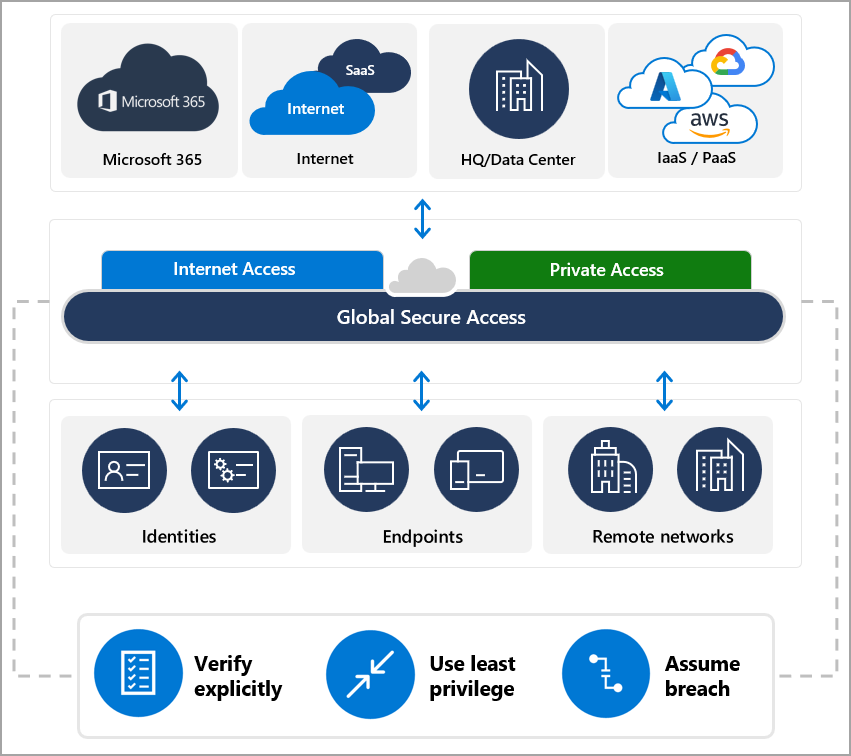 SaaS
Microsoft 365
Internet
aws
Microsoft 365
Internet
HQ/Data Center
IaaS / PaaS
Internet Access
Private Access
Global Secure Access
Identities
Endpoints
Remote networks
Verify
explicitly
Use least
privilege
Assume
breach